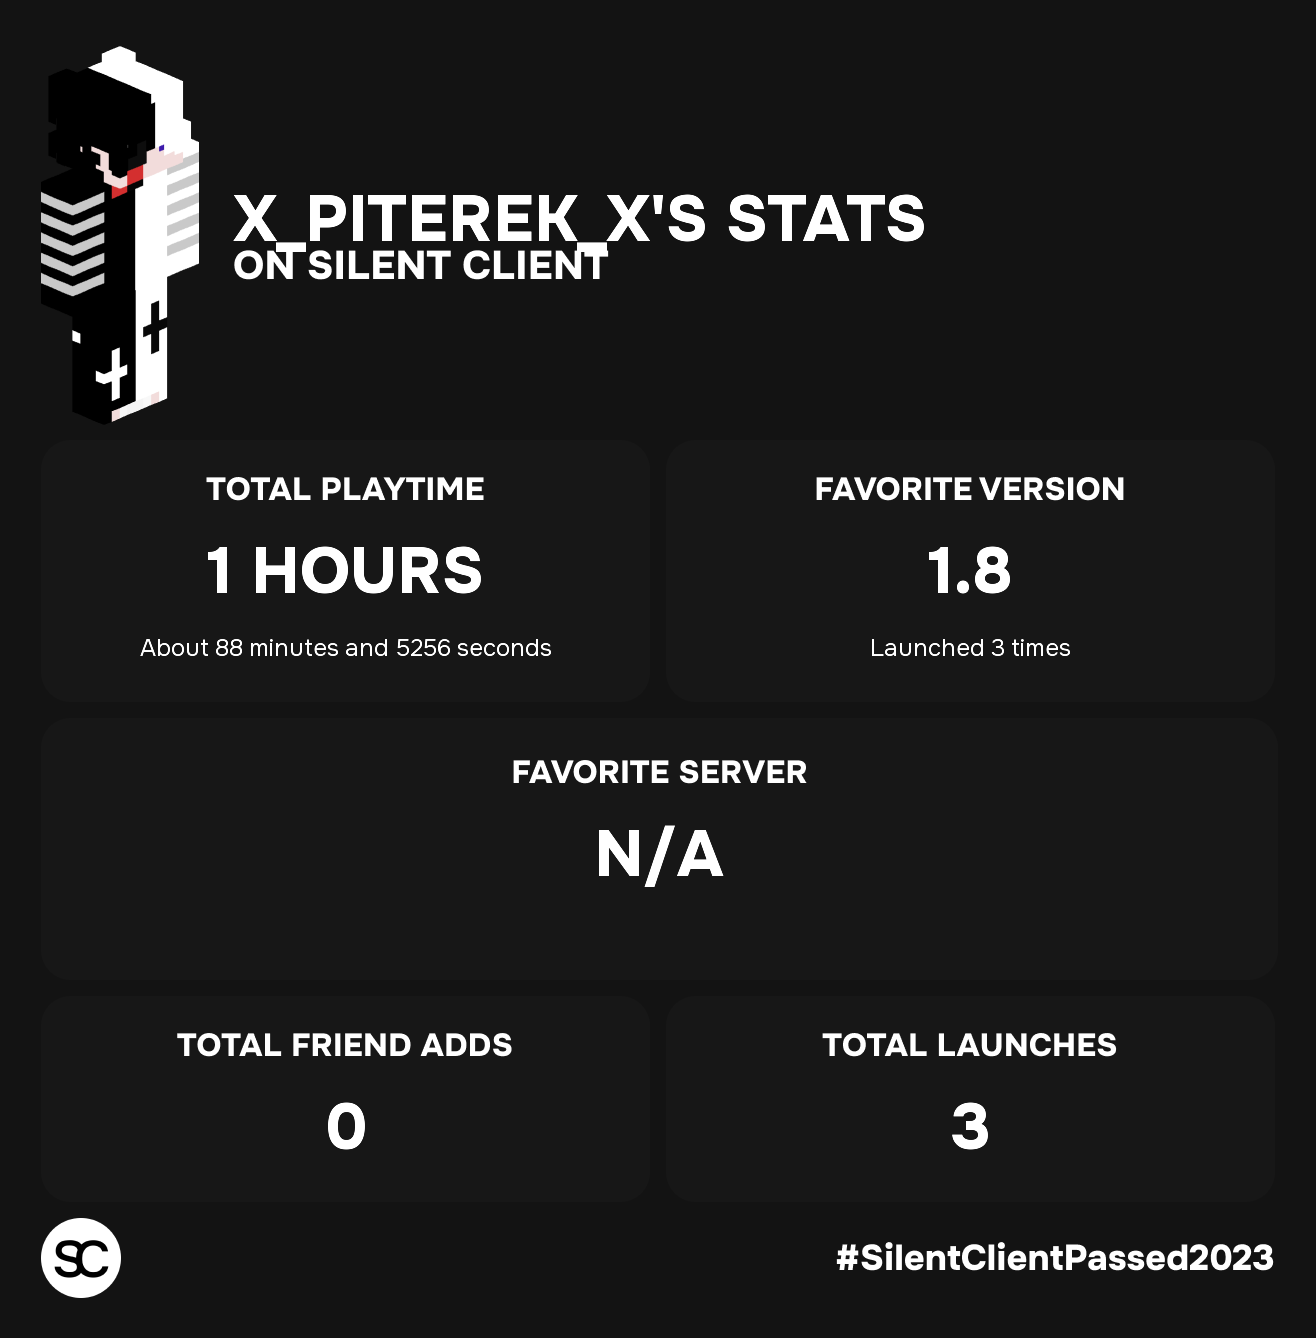 X_PITEREK_X'S STATS
ON SILENT CLIENT
TOTAL PLAYTIME
1 HOURS
About 88 minutes and 5256 seconds
FAVORITE VERSION
1.8
Launched 3 times
FAVORITE SERVER
N/A
TOTAL FRIEND ADDS
0
TOTAL LAUNCHES
3
SC
#SilentClientPassed2023